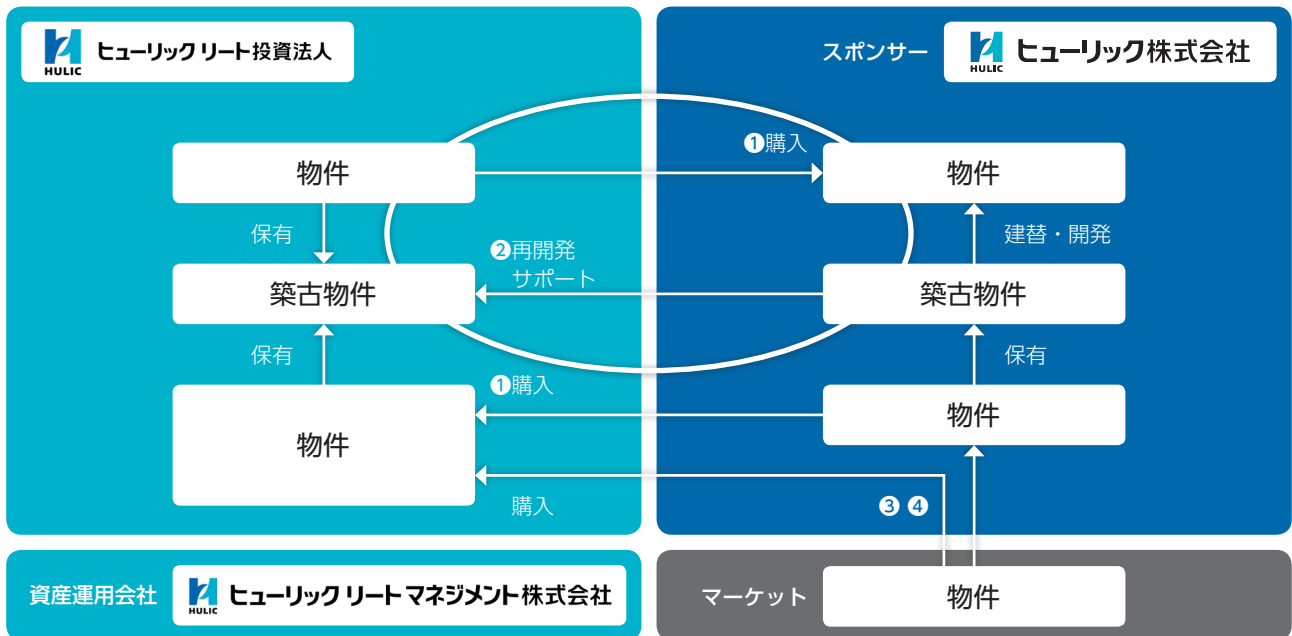 HULIC
ヒューリック リート投資法人
物件
保有
築古物件
保有
物件
❶購入
❷再開発
サポート
❶購入
購入
スポンサー
HULIC
ヒューリック株式会社
物件
建替・開発
築古物件
保有
物件
❸ ❹
資産運用会社
HULIC
ヒューリック リート マネジメント株式会社
マーケット
物件